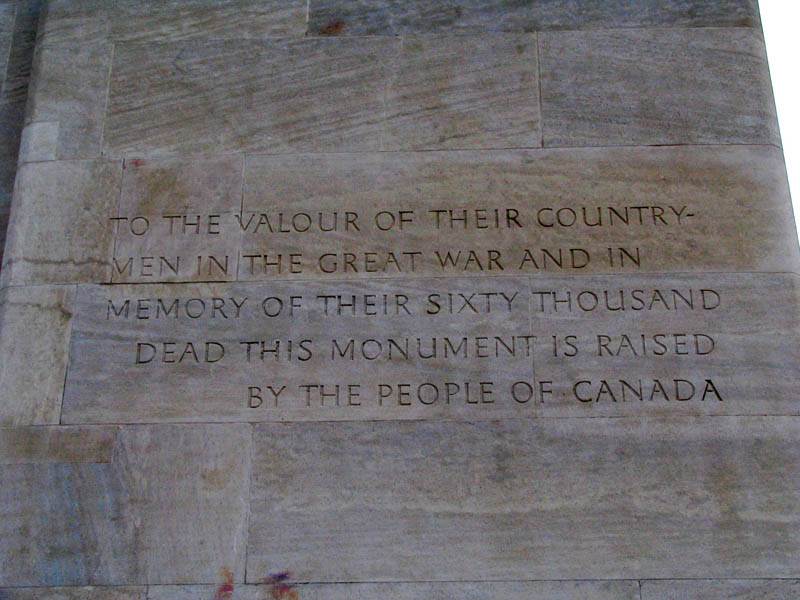 TO THE VALOUR OF THEIR COUNTRY-
MEN IN THE GREAT WAR AND IN
MEMORY OF THEIR SIXTY THOUSAND
DEAD THIS MONUMENT IS RAISED
BY THE PEOPLE OF CANADA